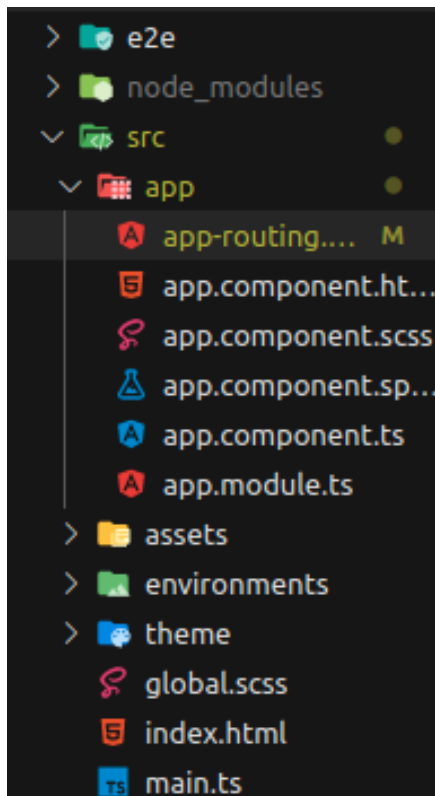 e2e
node_modules
src
app
app-routing.... M
app.component.ht...
app.component.scss
app.component.sp...
app.component.ts
app.module.ts
assets
environments
theme
global.scss
index.html
TS main.ts